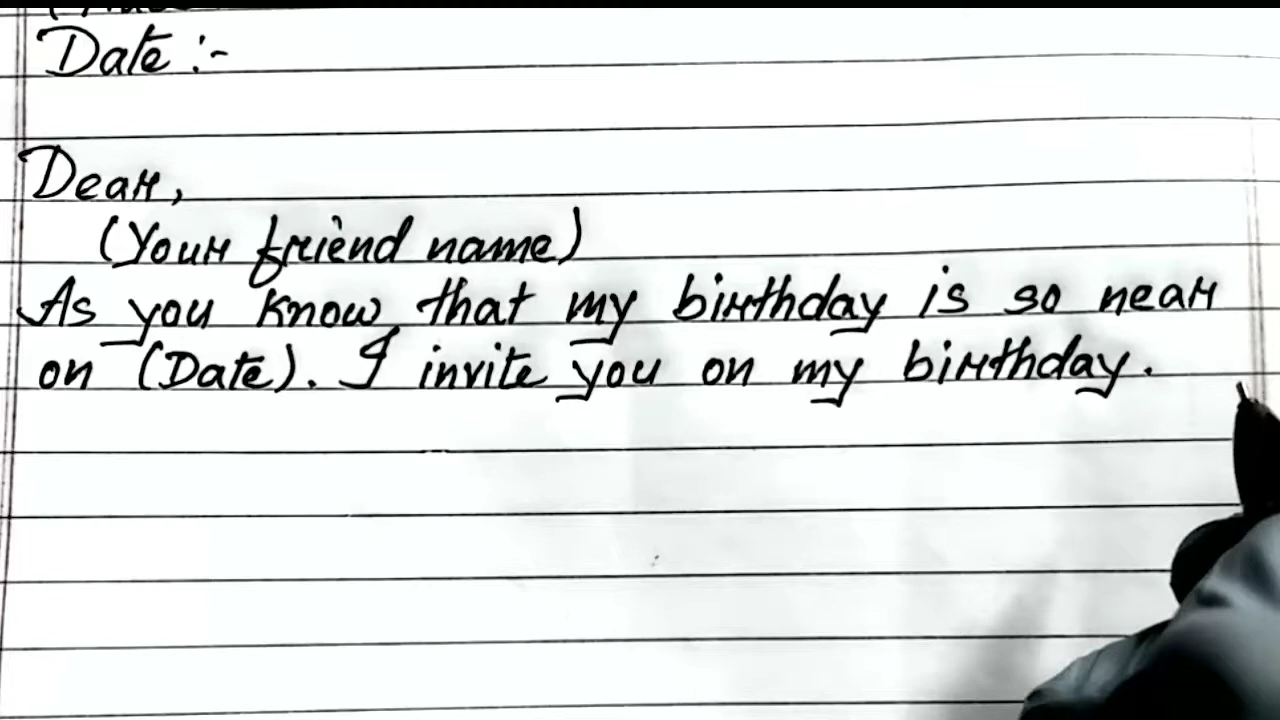 Date :-
Dear,
(Your friend name)
As you know that my birthday is so near
on (Date). I invite you on my birthday.